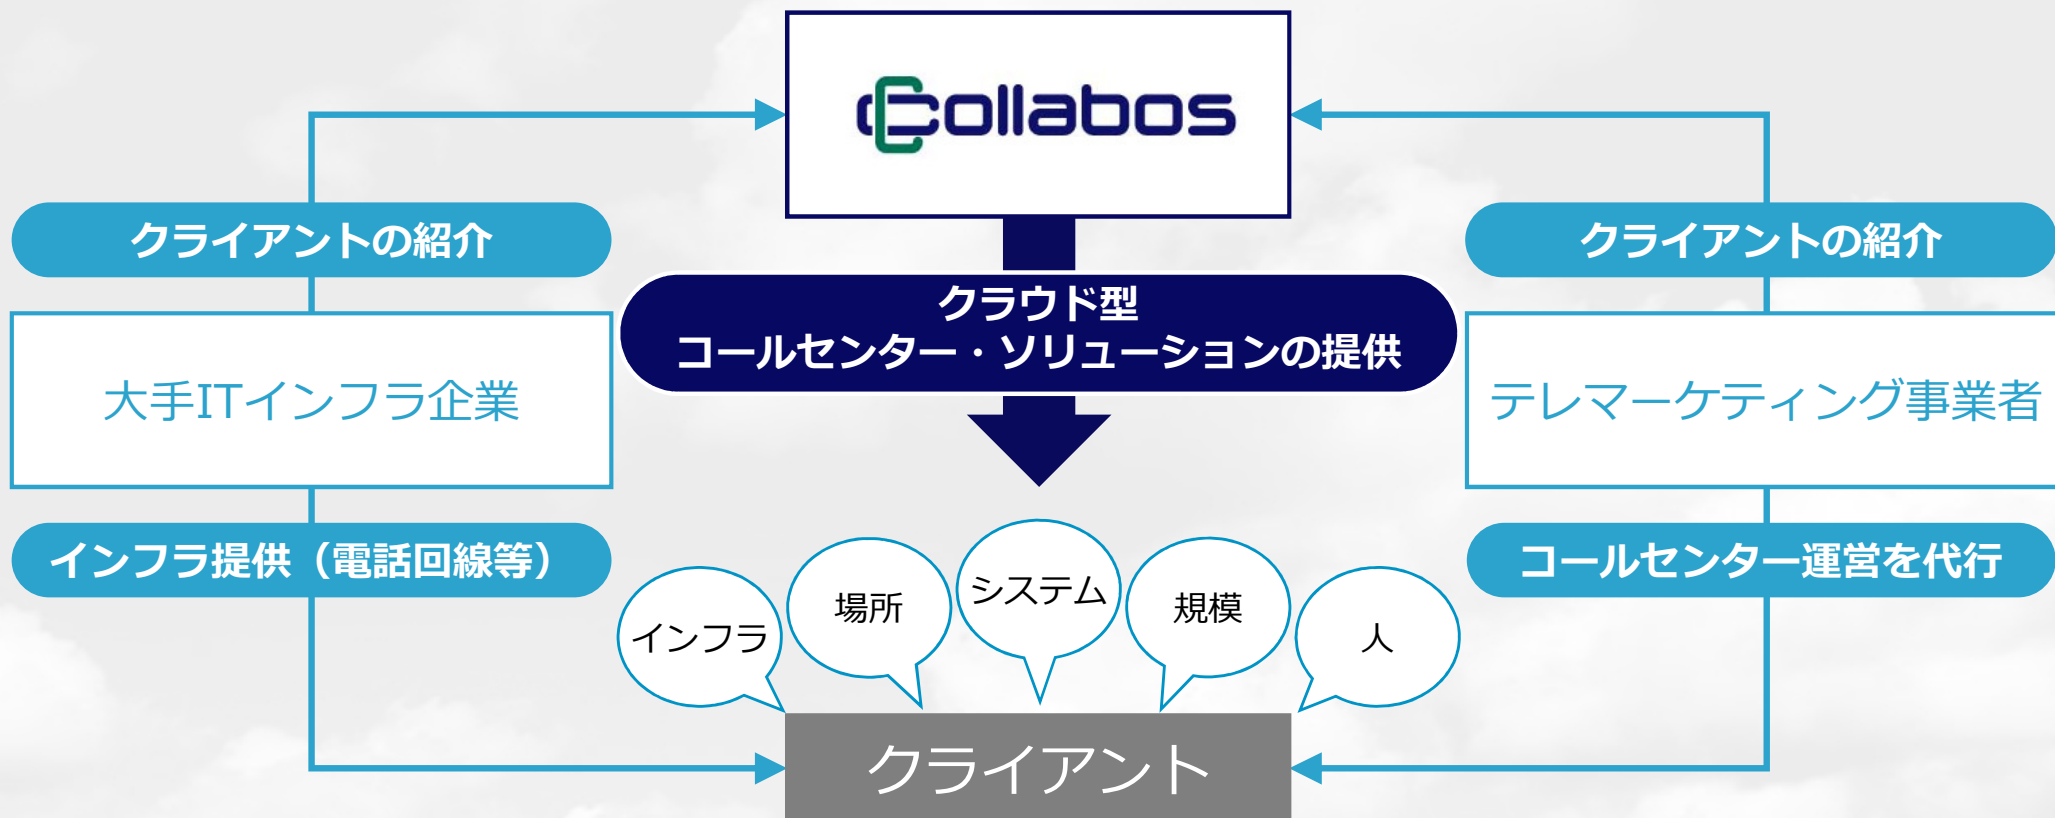 Collabos
クライアントの紹介
クライアントの紹介
クラウド型
コールセンター・ソリューションの提供
大手ITインフラ企業
テレマーケティング事業者
インフラ提供（電話回線等）
コールセンター運営を代行
インフラ
場所
システム
規模
人
クライアント